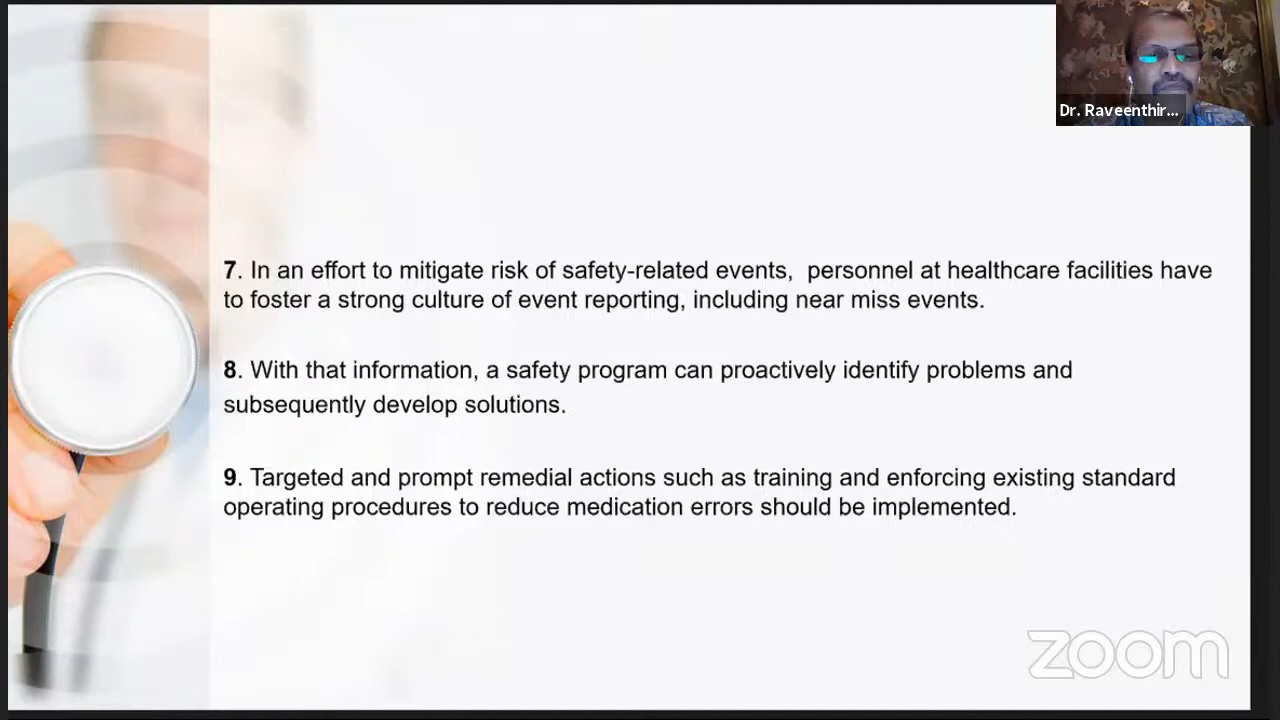 Dr. Raveenthir...
7. In an effort to mitigate risk of safety-related events,  personnel at healthcare facilities have
to foster a strong culture of event reporting, including near miss events.
8. With that information, a safety program can proactively identify problems and
subsequently develop solutions.
9. Targeted and prompt remedial actions such as training and enforcing existing standard
operating procedures to reduce medication errors should be implemented.
zoom